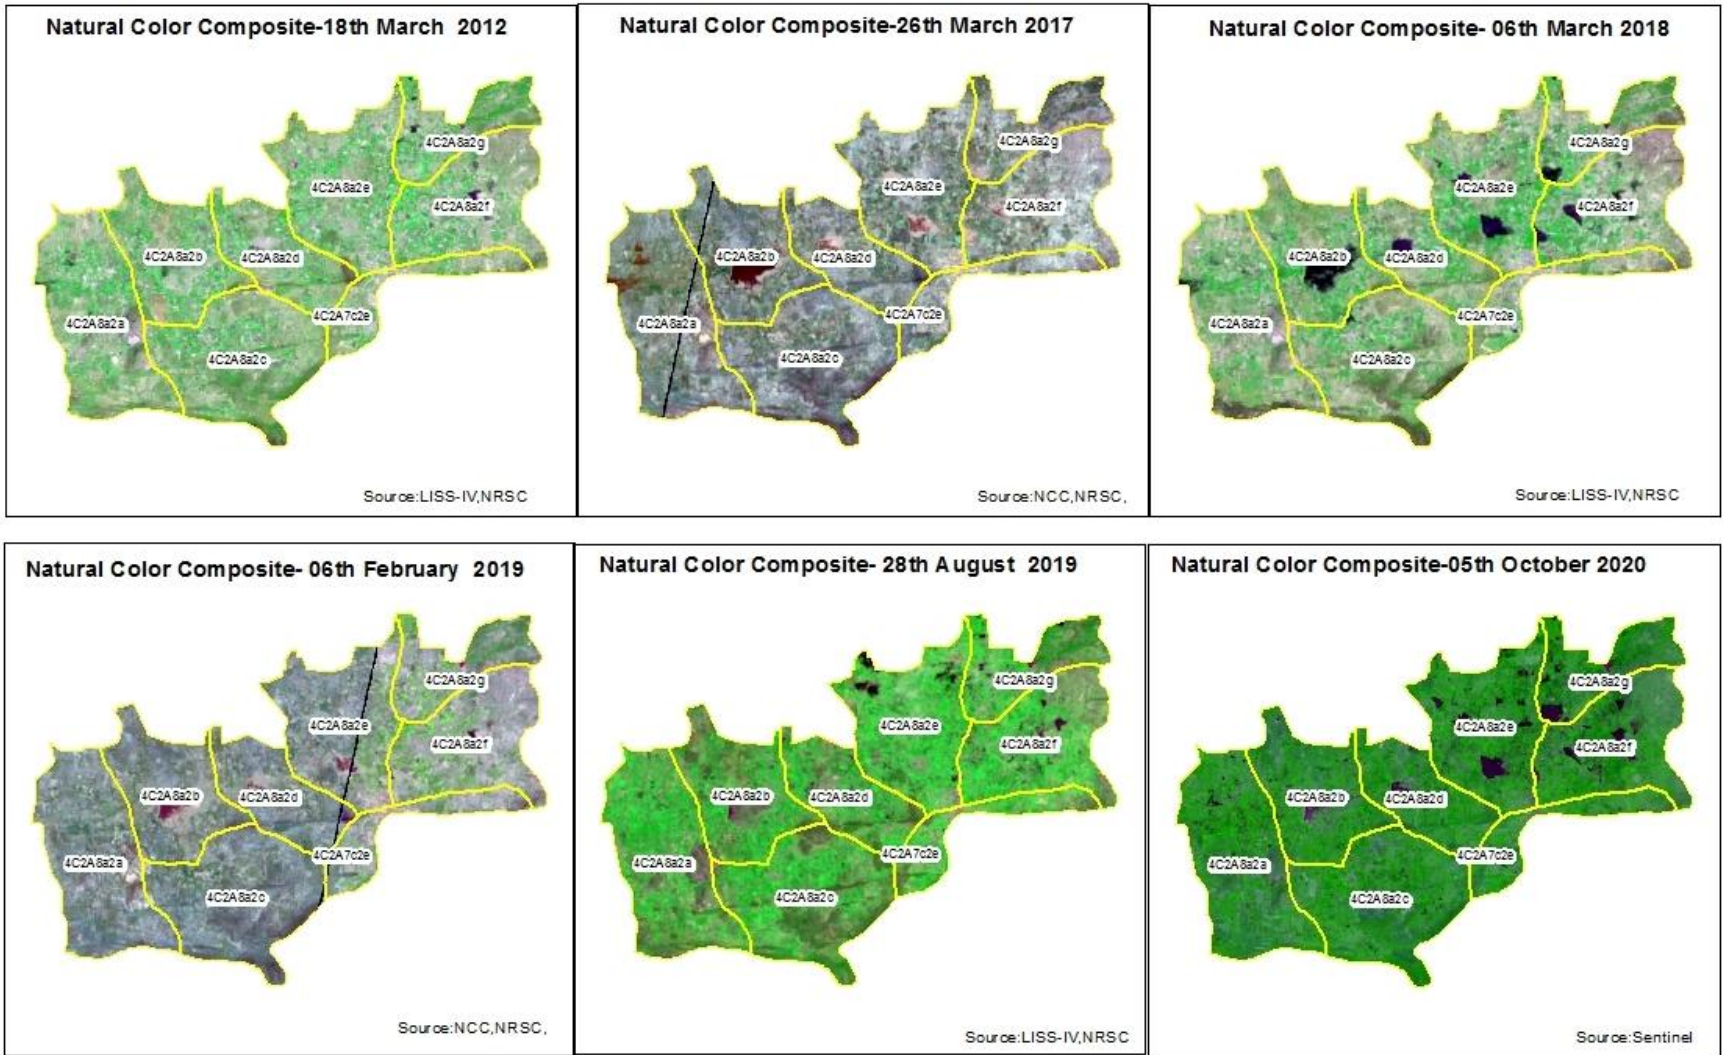 Natural Color Composite-18th March 2012
4C2A8a2g
4C2A8a2e
4C2A8a2f
4C2A8a2b
4C2A8a2d
4C2A7c2e
4C2A8a2a
4C2A8a2c
Source:LISS-IV,NRSC
Natural Color Composite-26th March 2017
4C2A8a2g
4C2A8a2e
4C2A8a2f
4C2A8a2b
4C2A8a2d
4C2A7c2e
4C2A8a2a
4C2A8a2c
Source:NCC,NRSC,
Natural Color Composite- 06th March 2018
4C2A8a2g
4C2A8a2e
4C2A8a2f
4C2A8a2b
4C2A8a2d
4C2A7c2e
4C2A8a2a
4C2A8a2c
Source:LISS-IV,NRSC
Natural Color Composite- 06th February 2019
4C2A8a2g
4C2A8a2e
4C2A8a2f
4C2A8a2b
4C2A8a2d
4C2A7c2e
4C2A8a2a
4C2A8a2c
Source:NCC,NRSC,
Natural Color Composite- 28th August 2019
4C2A8a2g
4C2A8a2e
4C2A8a2f
4C2A8a2b
4C2A8a2d
4C2A7c2e
4C2A8a2a
4C2A8a2c
Source:LISS-IV,NRSC
Natural Color Composite-05th October 2020
4C2A8a2g
4C2A8a2e
4C2A8a2f
4C2A8a2b
4C2A8a2d
4C2A7c2e
4C2A8a2a
4C2A8a2c
Source:Sentinel